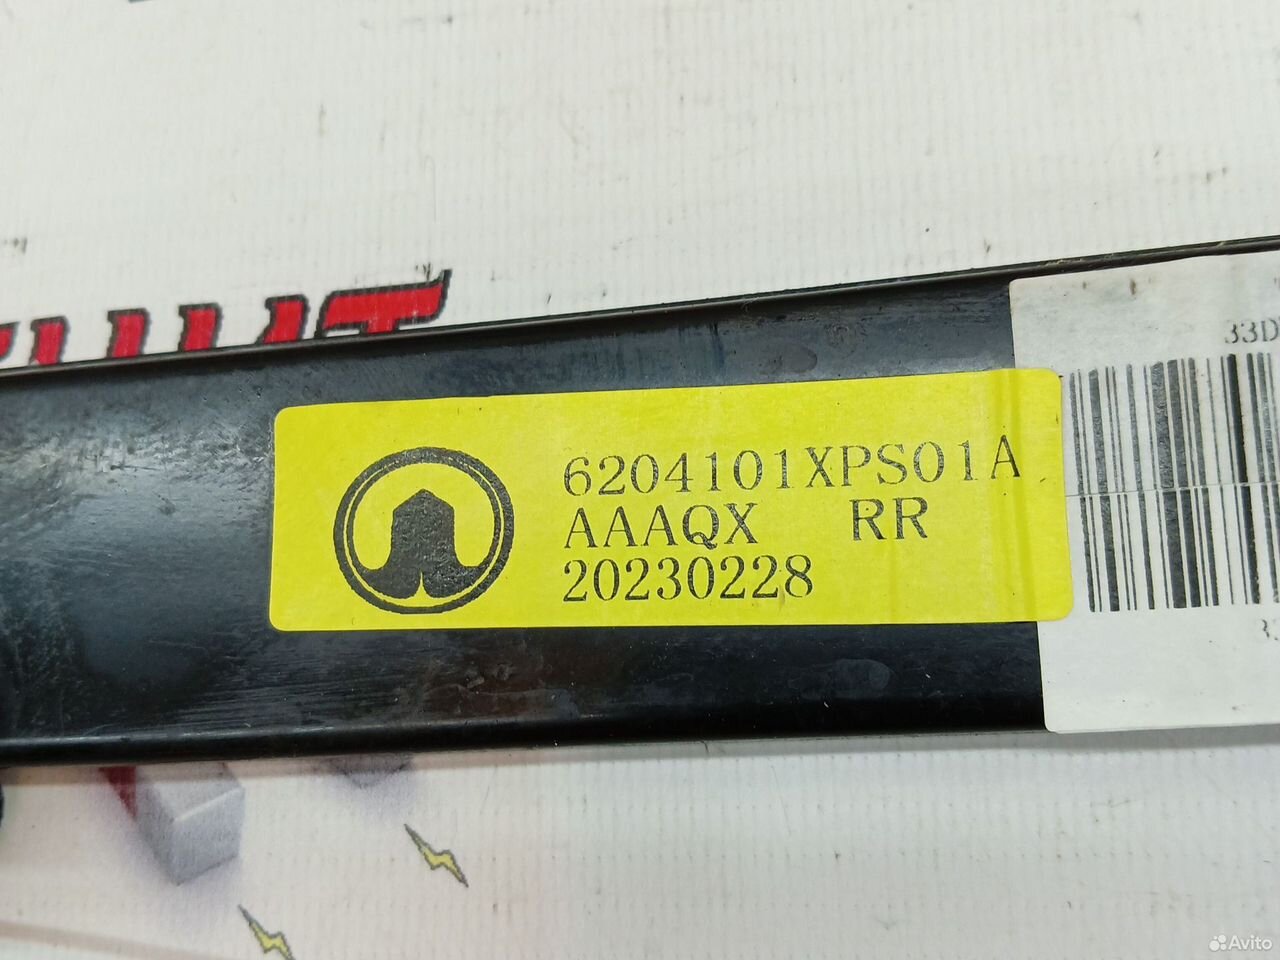 33D
6204101XPS01A
AAAQX RR
20230228
Avito